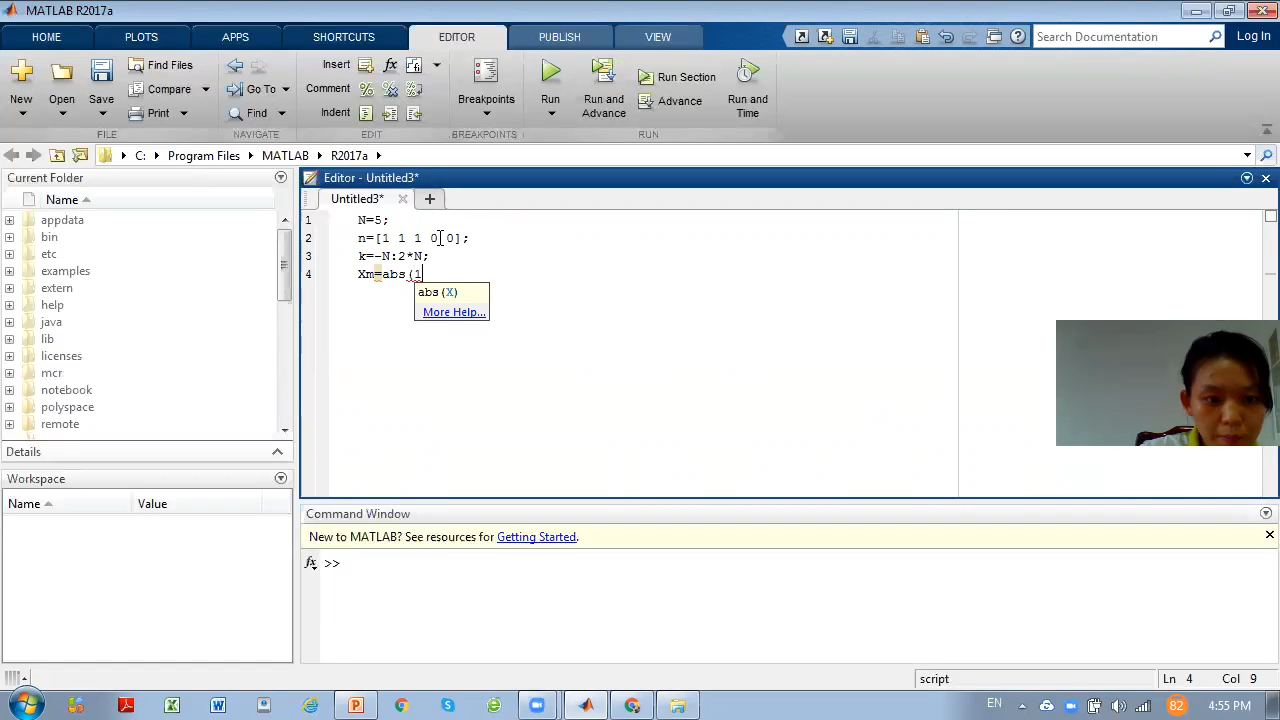 MATLAB R2017a
HOME PLOTS APPS SHORTCUTS EDITOR PUBLISH VIEW Search Documentation Log In
New Open Save Find Files Compare Print
Go To Find
Insert fx Comment Indent
Breakpoints
Run Run and Advance Run Section Advance Run and Time
FILE NAVIGATE EDIT BREAKPOINTS RUN
C: Program Files MATLAB R2017a
Current Folder
Name
appdata
bin
etc
examples
extern
help
java
lib
licenses
mcr
notebook
polyspace
remote
Details
Workspace
Name Value
Editor - Untitled3*
Untitled3*
1 N=5;
2 n=[1 1 1 0 0];
3 k=-N:2*N;
4 Xm=abs(1
abs(X)
More Help...
Command Window
New to MATLAB? See resources for Getting Started.
fx >>
script Ln 4 Col 9
EN 82 4:55 PM